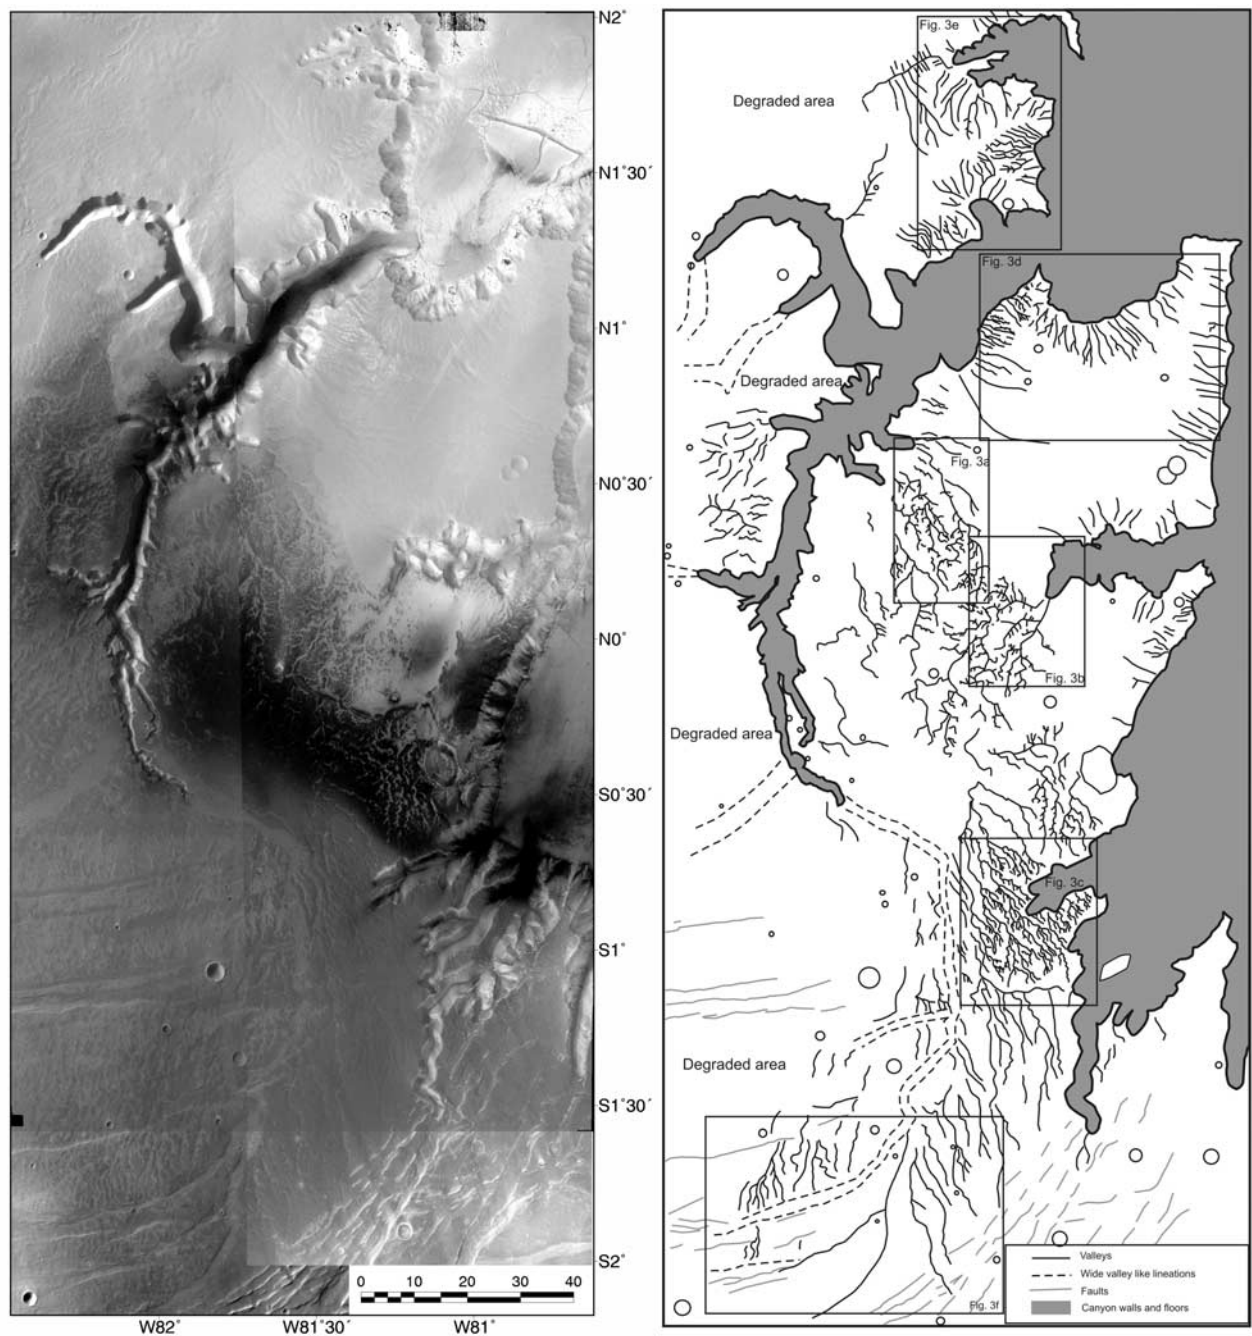 N2°
N1°30´
N1°
N0°30´
N0°
S0°30´
S1°
S1°30´
S2°
0 10 20 30 40
W82° W81°30´ W81°
Fig. 3e
Degraded area
Fig. 3d
Degraded area
Fig. 3a
Fig. 3b
Degraded area
Fig. 3c
Degraded area
Fig. 3f
Valleys
Wide valley like lineations
Faults
Canyon walls and floors